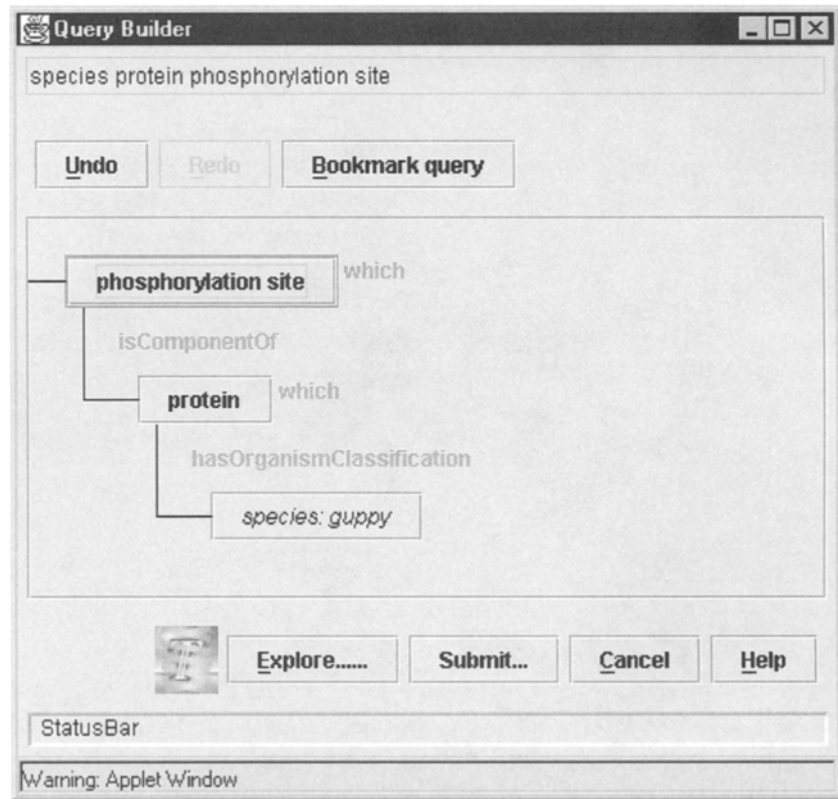 Query Builder
species protein phosphorylation site
Undo Redo Bookmark query
phosphorylation site which
isComponentOf
protein which
hasOrganismClassification
species: guppy
T Explore...... Submit... Cancel Help
StatusBar
Warning: Applet Window